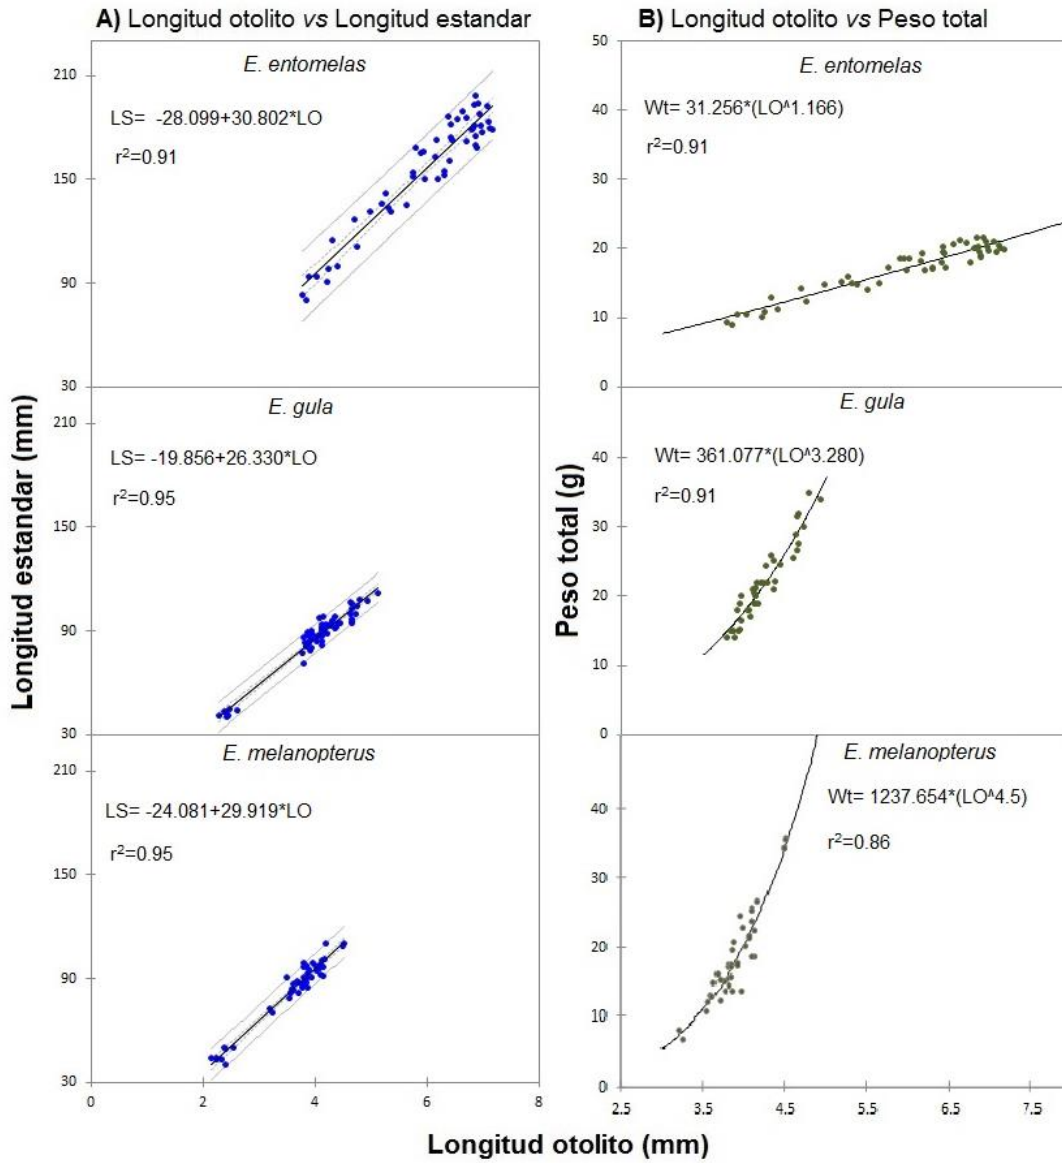 A) Longitud otolito vs Longitud estandar
B) Longitud otolito vs Peso total
Longitud estandar (mm)
210
150
90
30
E. entomelas
LS= -28.099+30.802*LO
r²=0.91
210
150
90
30
E. gula
LS= -19.856+26.330*LO
r²=0.95
210
150
90
30
E. melanopterus
LS= -24.081+29.919*LO
r²=0.95
0 2 4 6 8
Peso total (g)
50
40
30
20
10
0
E. entomelas
Wt= 31.256*(LO^1.166)
r²=0.91
40
30
20
10
0
E. gula
Wt= 361.077*(LO^3.280)
r²=0.91
40
30
20
10
0
E. melanopterus
Wt= 1237.654*(LO^4.5)
r²=0.86
2.5 3.5 4.5 5.5 6.5 7.5
Longitud otolito (mm)